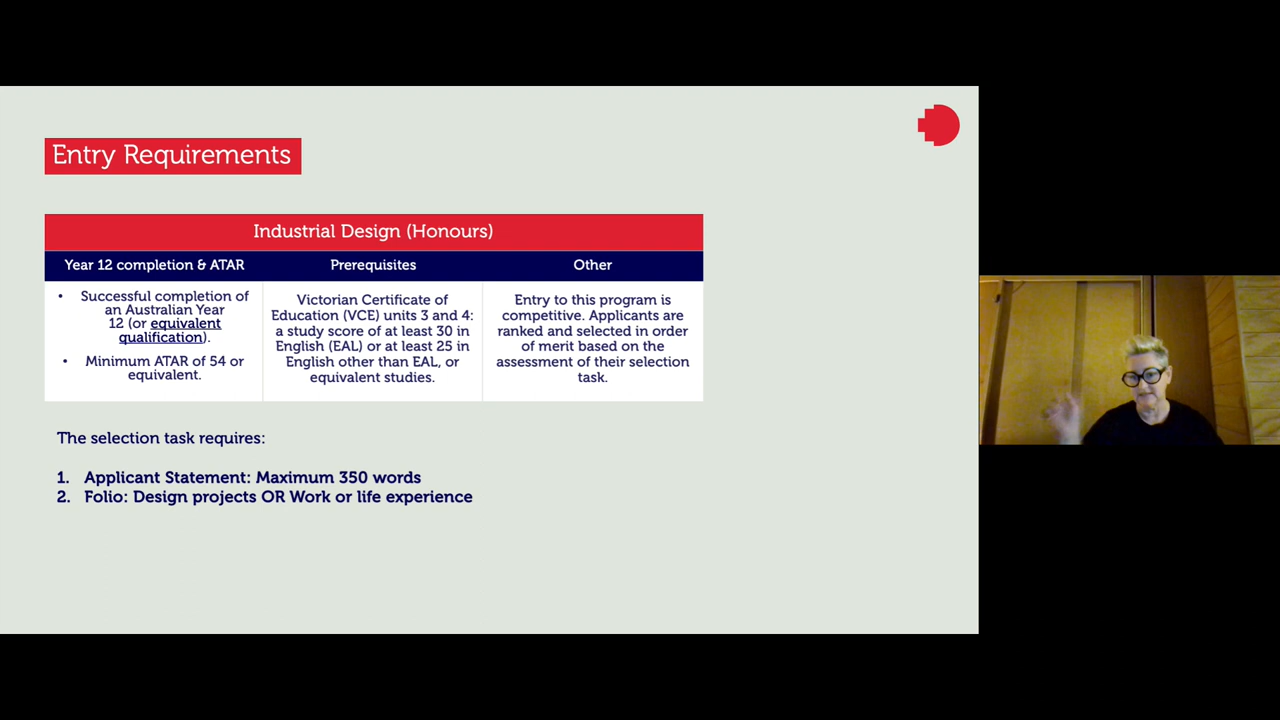 Entry Requirements
Industrial Design (Honours)
Year 12 completion & ATAR
Prerequisites
Other
• Successful completion of
an Australian Year
12 (or equivalent
qualification).
• Minimum ATAR of 54 or
equivalent.
Victorian Certificate of
Education (VCE) units 3 and 4:
a study score of at least 30 in
English (EAL) or at least 25 in
English other than EAL, or
equivalent studies.
Entry to this program is
competitive. Applicants are
ranked and selected in order
of merit based on the
assessment of their selection
task.
The selection task requires:
1. Applicant Statement: Maximum 350 words
2. Folio: Design projects OR Work or life experience